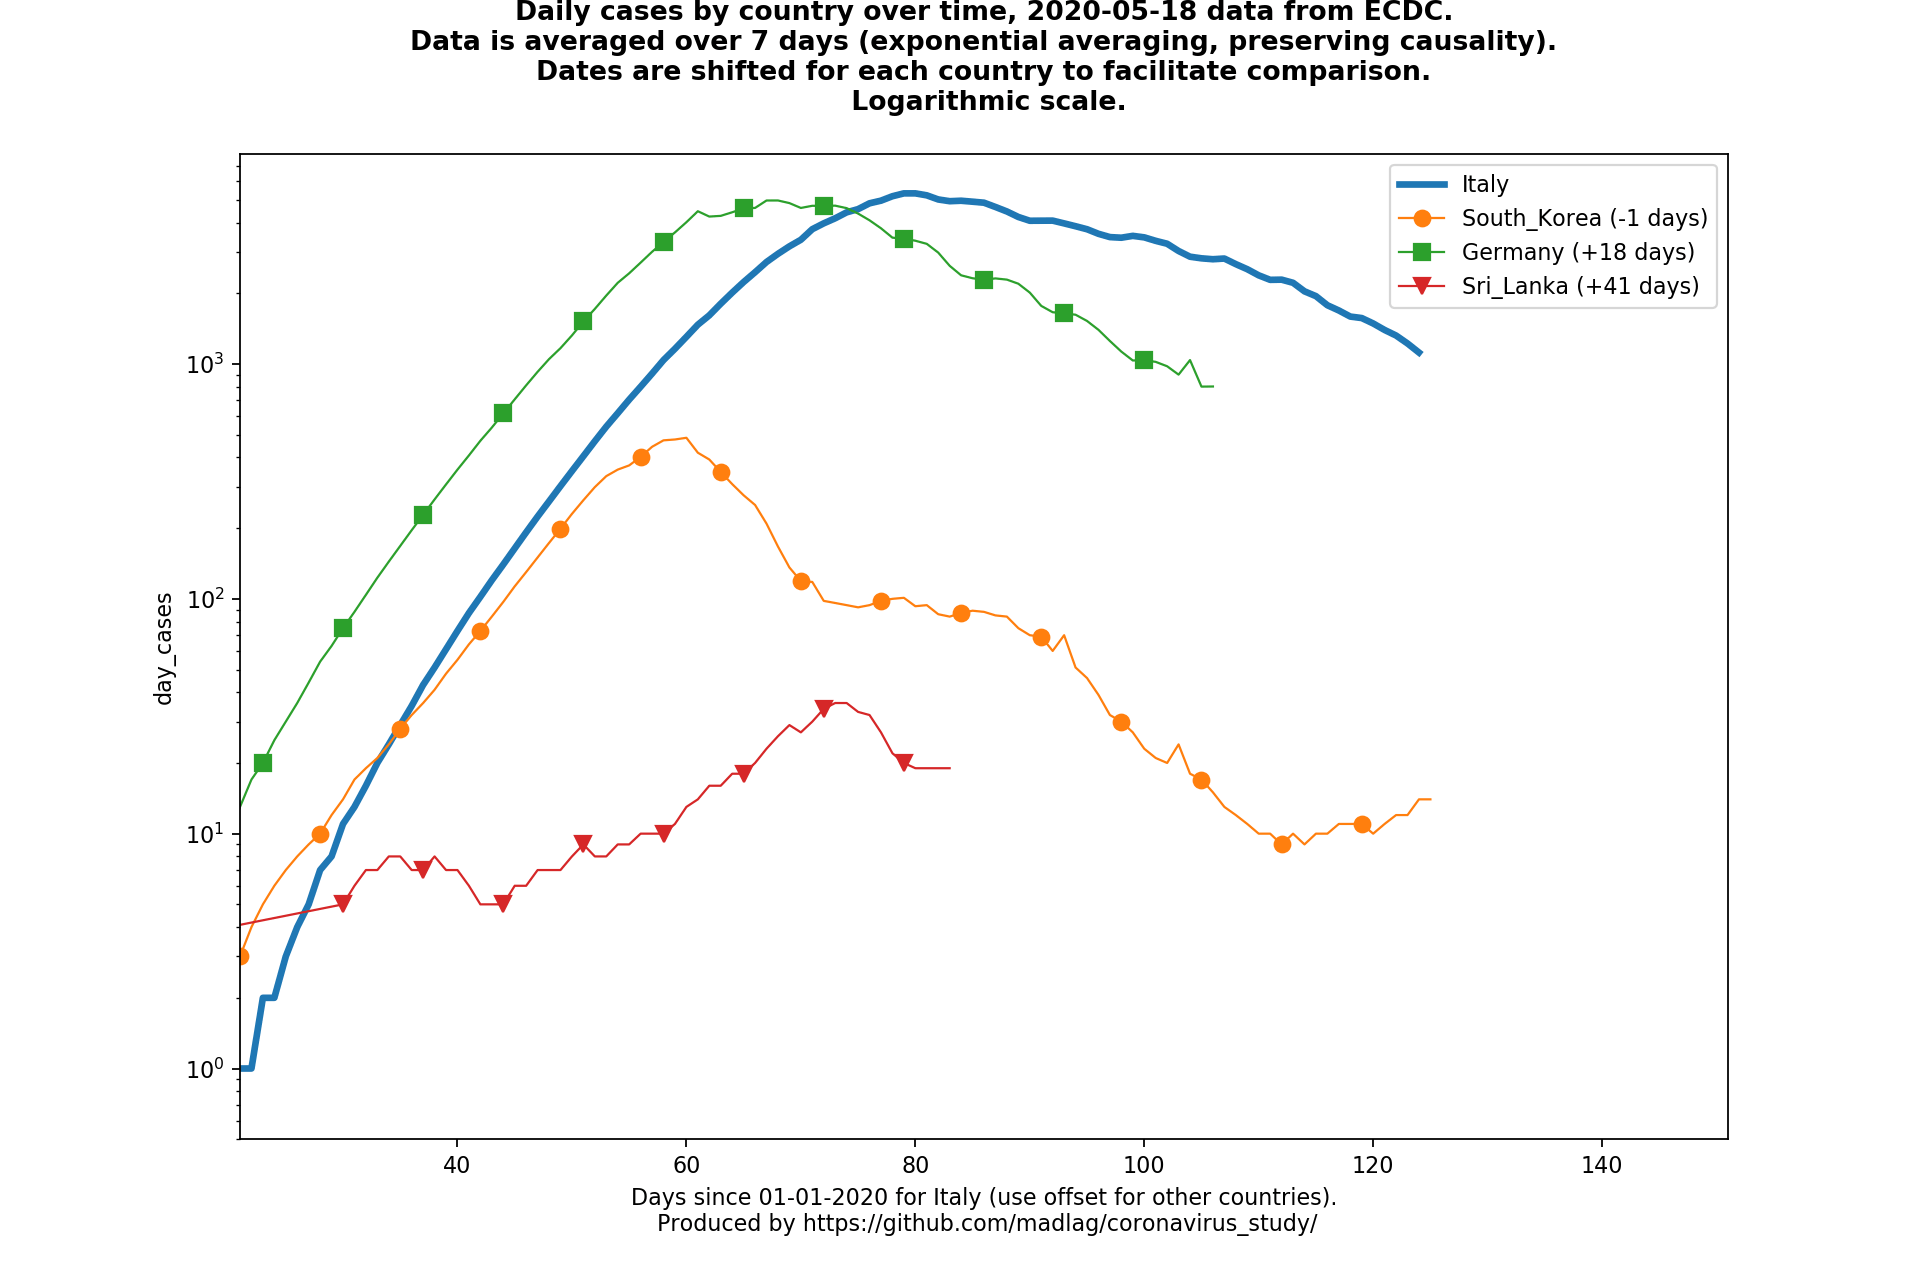 Daily cases by country over time, 2020-05-18 data from ECDC.
Data is averaged over 7 days (exponential averaging, preserving causality).
Dates are shifted for each country to facilitate comparison.
Logarithmic scale.
Italy
South_Korea (-1 days)
Germany (+18 days)
Sri_Lanka (+41 days)
10³
10²
10¹
10⁰
day_cases
40 60 80 100 120 140
Days since 01-01-2020 for Italy (use offset for other countries).
Produced by https://github.com/madlag/coronavirus_study/